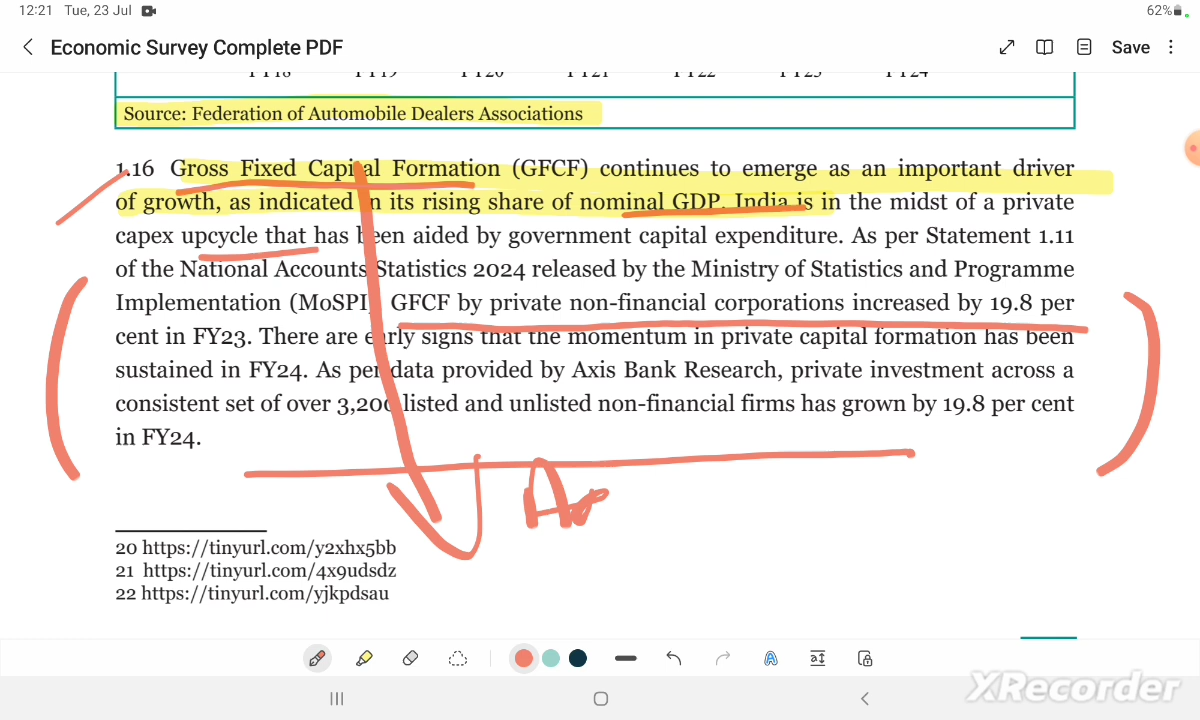 12:21 Tue, 23 Jul
62%
Economic Survey Complete PDF
Save
FY18 FY19 FY20 FY21 FY22 FY23 FY24
Source: Federation of Automobile Dealers Associations
1.16 Gross Fixed Capital Formation (GFCF) continues to emerge as an important driver
of growth, as indicated in its rising share of nominal GDP. India is in the midst of a private
capex upcycle that has been aided by government capital expenditure. As per Statement 1.11
of the National Accounts Statistics 2024 released by the Ministry of Statistics and Programme
Implementation (MoSPI), GFCF by private non-financial corporations increased by 19.8 per
cent in FY23. There are early signs that the momentum in private capital formation has been
sustained in FY24. As per data provided by Axis Bank Research, private investment across a
consistent set of over 3,200 listed and unlisted non-financial firms has grown by 19.8 per cent
in FY24.
20 https://tinyurl.com/y2xhx5bb
21 https://tinyurl.com/4x9udsdz
22 https://tinyurl.com/yjkpdsau
XRecorder